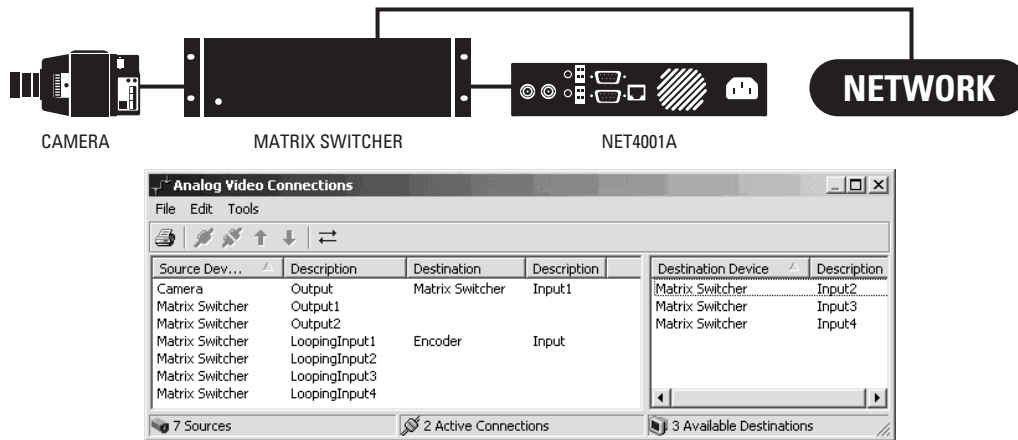 NETWORK
CAMERA
MATRIX SWITCHER
NET4001A
Analog Video Connections
File Edit Tools
Source Dev... Description Destination Description Destination Device Description
Camera Output Matrix Switcher Input1 Matrix Switcher Input2
Matrix Switcher Output1 Matrix Switcher Input3
Matrix Switcher Output2 Matrix Switcher Input4
Matrix Switcher LoopingInput1 Encoder Input
Matrix Switcher LoopingInput2
Matrix Switcher LoopingInput3
Matrix Switcher LoopingInput4
7 Sources 2 Active Connections 3 Available Destinations